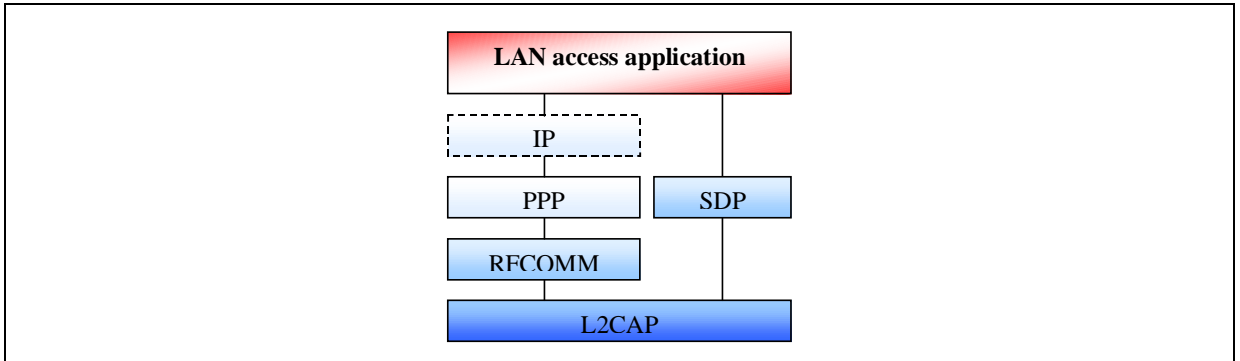 LAN access application
IP
PPP
SDP
RFCOMM
L2CAP